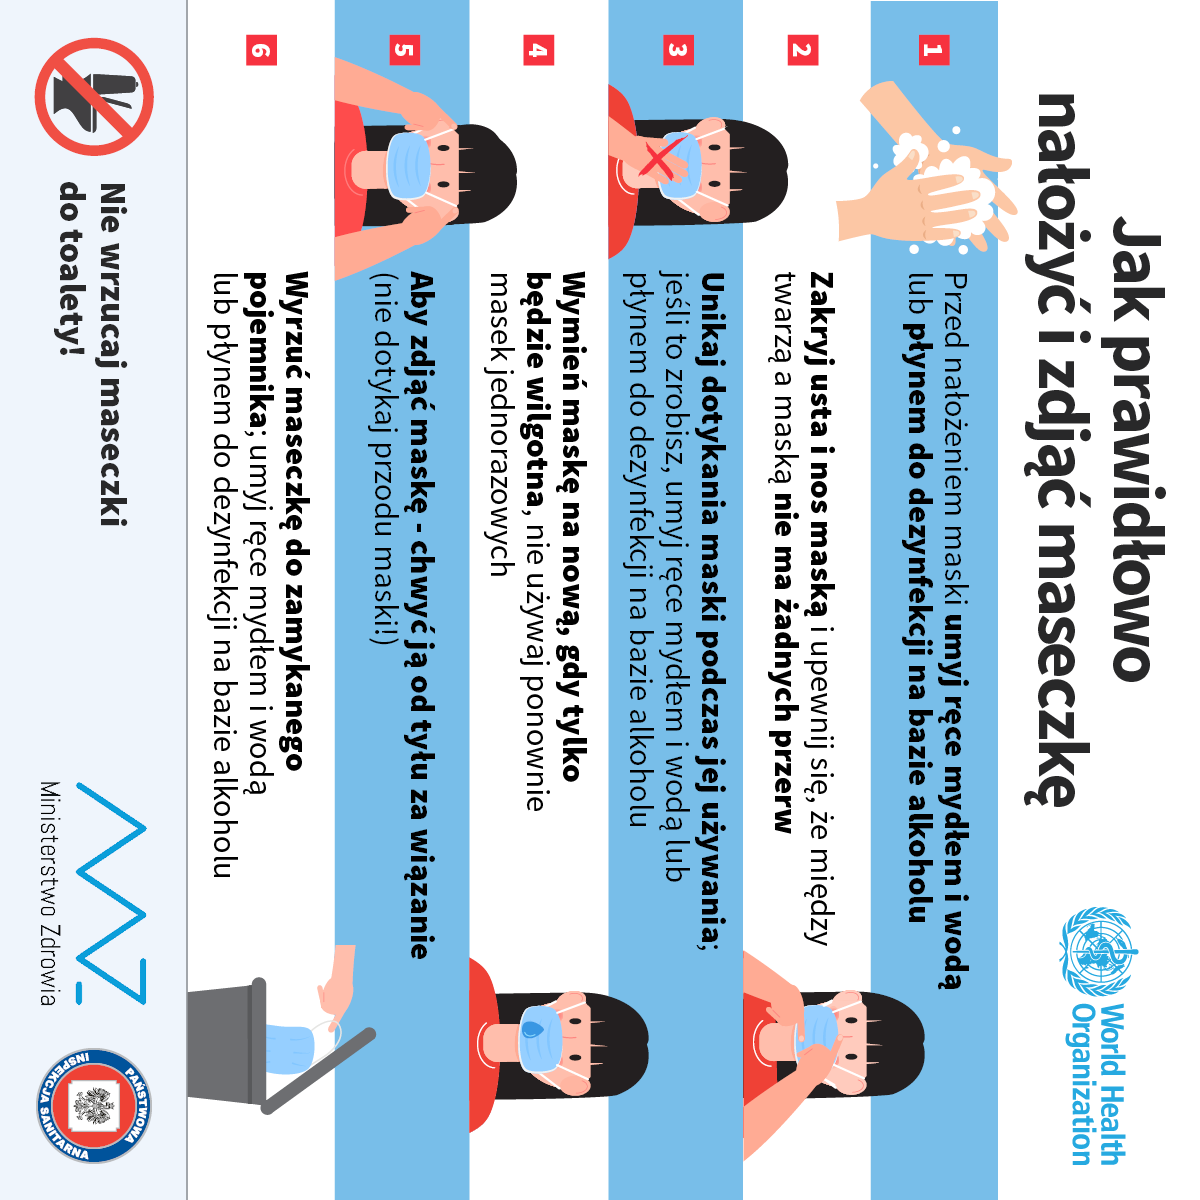 Jak prawidłowo
nałożyć i zdjąć maseczkę
World Health
Organization
1
Przed nałożeniem maski umyj ręce mydłem i wodą
lub płynem do dezynfekcji na bazie alkoholu
2
Zakryj usta i nos maską i upewnij się, że między
twarzą a maską nie ma żadnych przerw
3
Unikaj dotykania maski podczas jej używania;
jeśli to zrobisz, umyj ręce mydłem i wodą lub
płynem do dezynfekcji na bazie alkoholu
4
Wymień maskę na nową, gdy tylko
będzie wilgotna, nie używaj ponownie
masek jednorazowych
5
Aby zdjąć maskę - chwyć ją od tyłu za wiązanie
(nie dotykaj przodu maski!)
6
Wyrzuć maseczkę do zamykanego
pojemnika; umyj ręce mydłem i wodą
lub płynem do dezynfekcji na bazie alkoholu
Nie wrzucaj maseczki
do toalety!
Ministerstwo Zdrowia
PAŃSTWOWA
INSPEKCJA SANITARNA